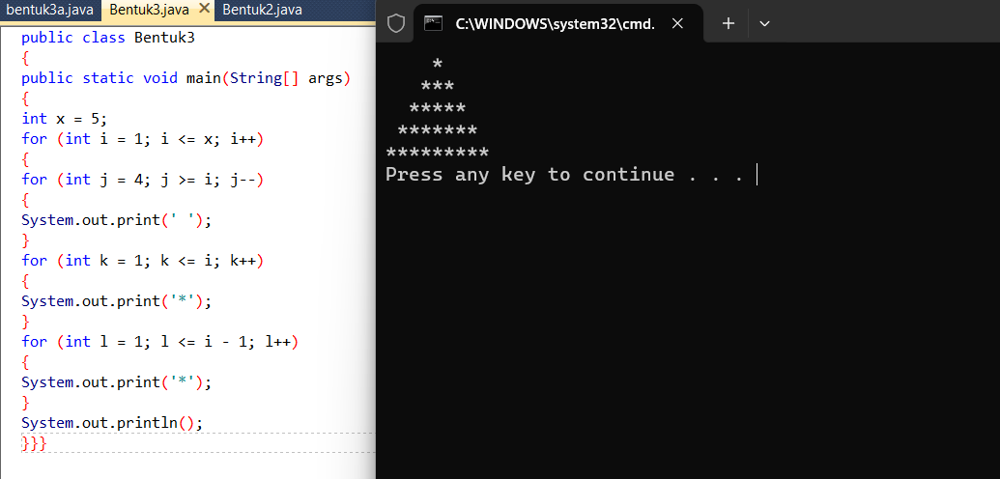 bentuk3a.java Bentuk3.java Bentuk2.java
public class Bentuk3
{
public static void main(String[] args)
{
int x = 5;
for (int i = 1; i <= x; i++)
{
for (int j = 4; j >= i; j--)
{
System.out.print(' ');
}
for (int k = 1; k <= i; k++)
{
System.out.print('*');
}
for (int l = 1; l <= i - 1; l++)
{
System.out.print('*');
}
System.out.println();
}}}
C:\WINDOWS\system32\cmd.
    *
   ***
  *****
 *******
*********
Press any key to continue . . .